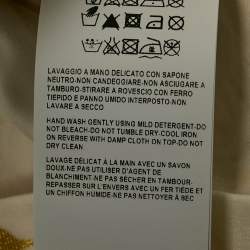 LAVAGGIO A MANO DELICATO CON SAPONE
NEUTRO-NON CANDEGGIARE-NON ASCIUGARE A
TAMBURO-STIRARE A ROVESCIO CON FERRO
TIEPIDO E PANNO UMIDO INTERPOSTO-NON
LAVARE A SECCO
HAND WASH GENTLY USING MILD DETERGENT-DO
NOT BLEACH-DO NOT TUMBLE DRY-COOL IRON
ON REVERSE WITH DAMP CLOTH ON TOP-DO NOT
DRY CLEAN
LAVAGE DÉLICAT À LA MAIN AVEC UN SAVON
DOUX-NE PAS UTILISER D'AGENT DE
BLANCHIMENT-NE PAS SÉCHER EN TAMBOUR-
REPASSER SUR L'ENVERS AVEC UN FER TIÈDE ET
UN CHIFFON HUMIDE-NE PAS NETTOYER À SEC